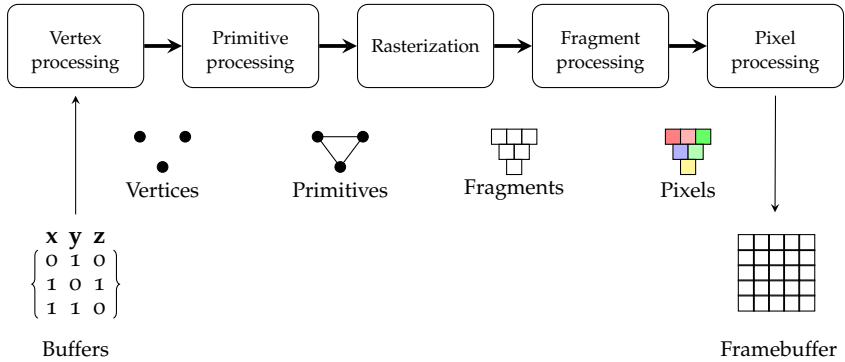 Vertex
processing
Primitive
processing
Rasterization
Fragment
processing
Pixel
processing
Vertices
Primitives
Fragments
Pixels
x y z
0 1 0
1 0 1
1 1 0
Buffers
Framebuffer